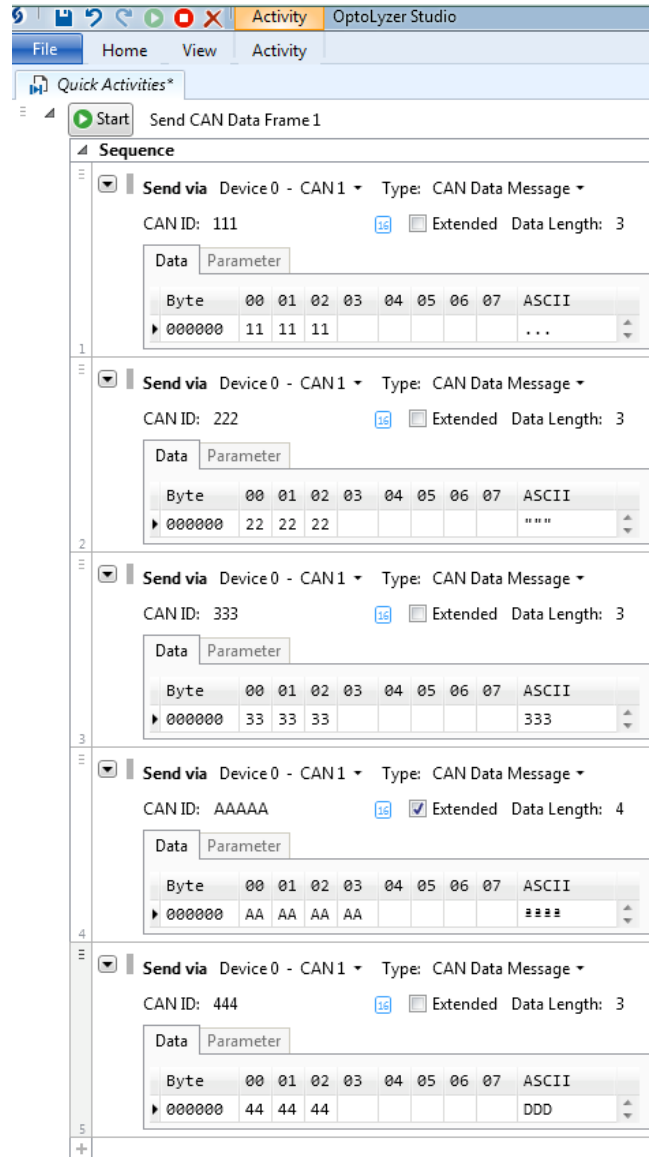 Activity OptoLyzer Studio
File Home View Activity
Quick Activities*
Start Send CAN Data Frame 1
Sequence
Send via Device 0 - CAN 1 Type: CAN Data Message
CAN ID: 111 16 Extended Data Length: 3
Data Parameter
Byte 00 01 02 03 04 05 06 07 ASCII
000000 11 11 11 ...
1
Send via Device 0 - CAN 1 Type: CAN Data Message
CAN ID: 222 16 Extended Data Length: 3
Data Parameter
Byte 00 01 02 03 04 05 06 07 ASCII
000000 22 22 22 """
2
Send via Device 0 - CAN 1 Type: CAN Data Message
CAN ID: 333 16 Extended Data Length: 3
Data Parameter
Byte 00 01 02 03 04 05 06 07 ASCII
000000 33 33 33 333
3
Send via Device 0 - CAN 1 Type: CAN Data Message
CAN ID: AAAAA 16 Extended Data Length: 4
Data Parameter
Byte 00 01 02 03 04 05 06 07 ASCII
000000 AA AA AA AA ªªªª
4
Send via Device 0 - CAN 1 Type: CAN Data Message
CAN ID: 444 16 Extended Data Length: 3
Data Parameter
Byte 00 01 02 03 04 05 06 07 ASCII
000000 44 44 44 DDD
5